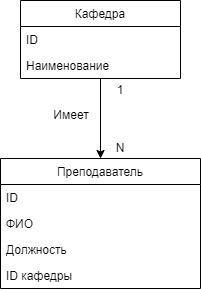 Кафедра
ID
Наименование
1
Имеет
N
Преподаватель
ID
ФИО
Должность
ID кафедры